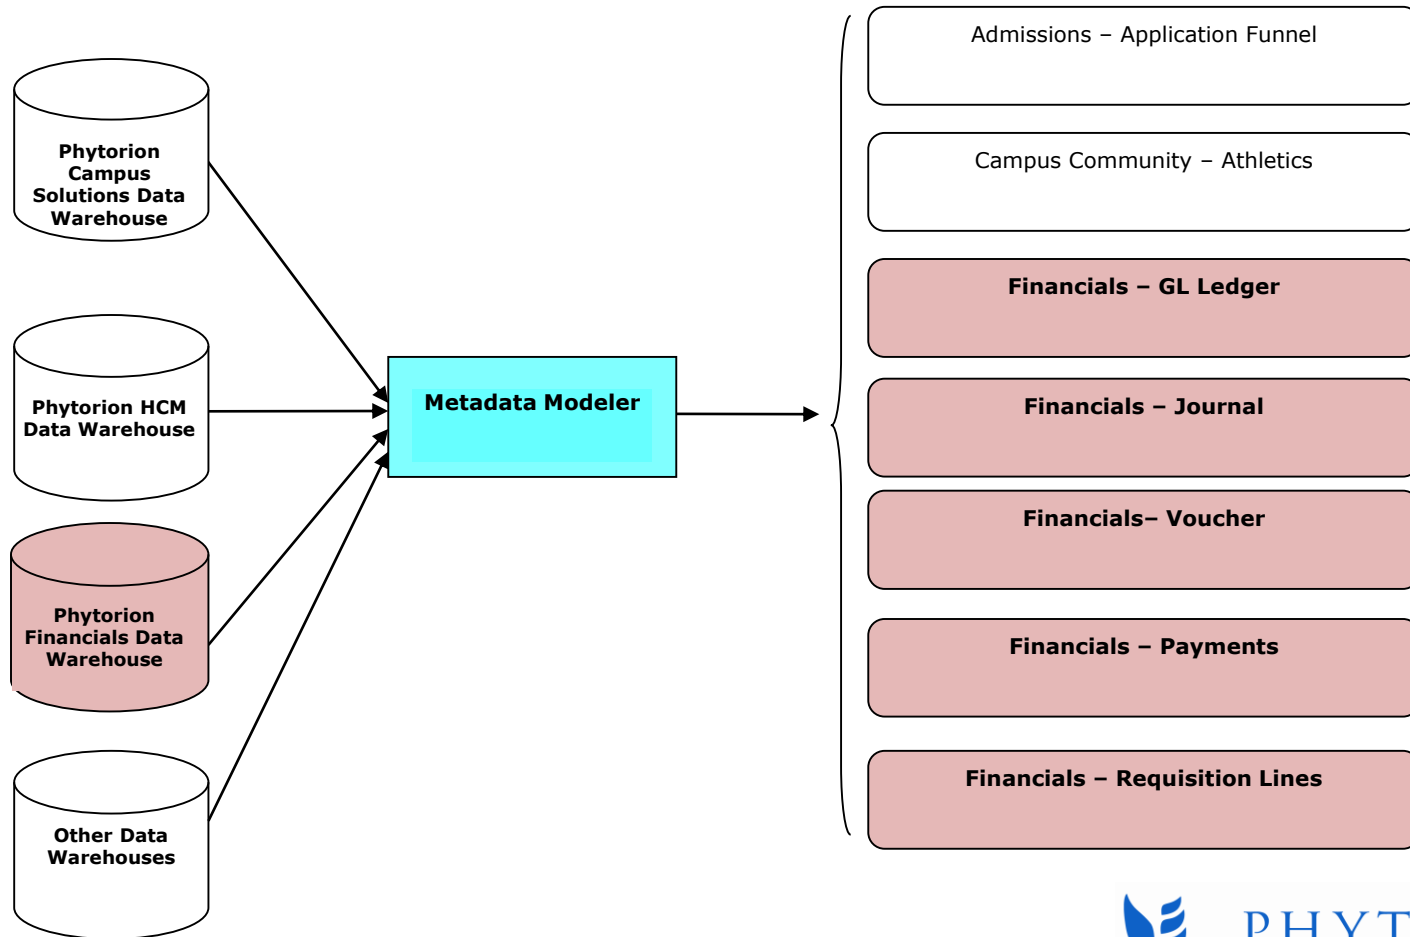 Phytorion
Campus
Solutions Data
Warehouse
Phytorion HCM
Data Warehouse
Phytorion
Financials Data
Warehouse
Other Data
Warehouses
Metadata Modeler
Admissions – Application Funnel
Campus Community – Athletics
Financials – GL Ledger
Financials – Journal
Financials– Voucher
Financials – Payments
Financials – Requisition Lines
PHYT